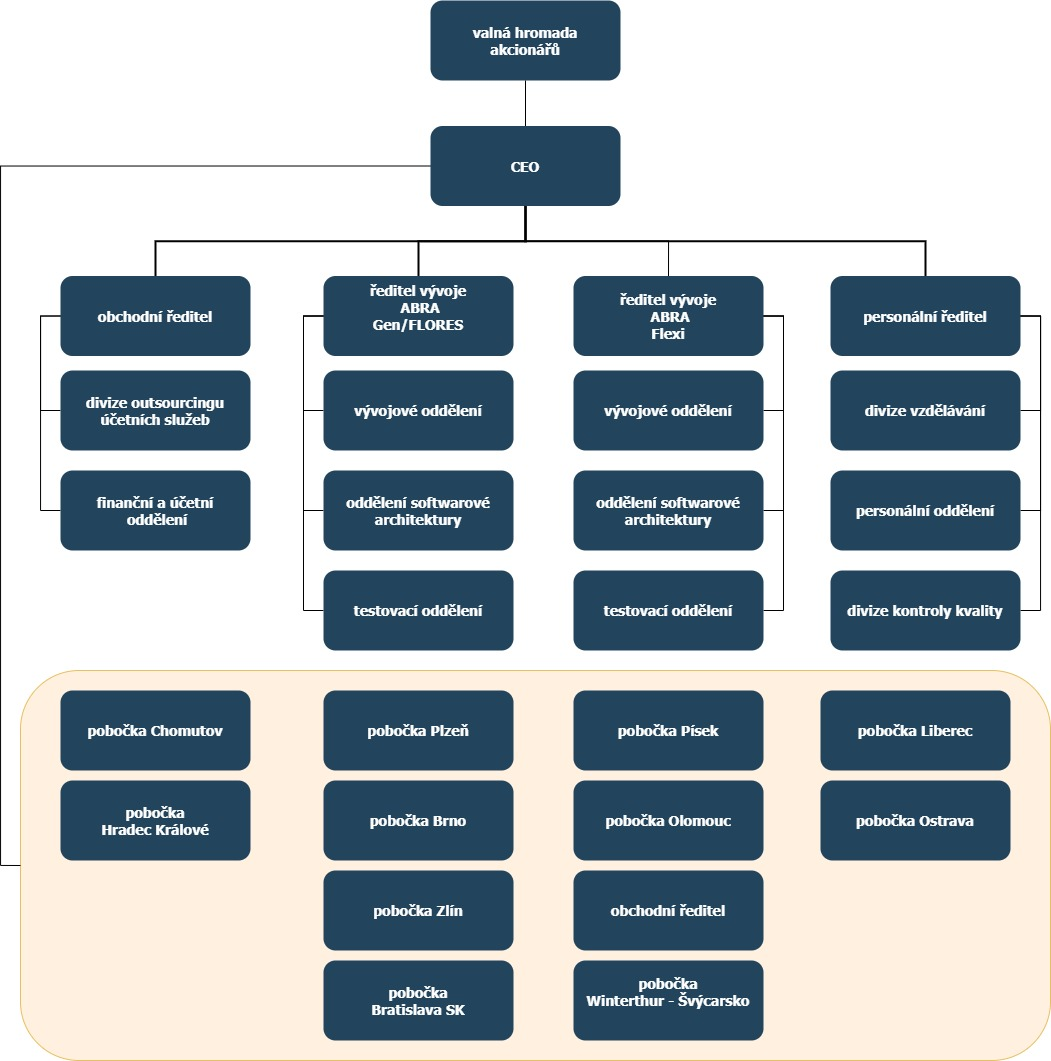 valná hromada
akcionářů
CEO
obchodní ředitel
ředitel vývoje
ABRA
Gen/FLORES
ředitel vývoje
ABRA
Flexi
personální ředitel
divize outsourcingu
účetních služeb
vývojové oddělení
vývojové oddělení
divize vzdělávání
finanční a účetní
oddělení
oddělení softwarové
architektury
oddělení softwarové
architektury
personální oddělení
testovací oddělení
testovací oddělení
divize kontroly kvality
pobočka Chomutov
pobočka Plzeň
pobočka Písek
pobočka Liberec
pobočka
Hradec Králové
pobočka Brno
pobočka Olomouc
pobočka Ostrava
pobočka Zlín
obchodní ředitel
pobočka
Bratislava SK
pobočka
Winterthur - Švýcarsko